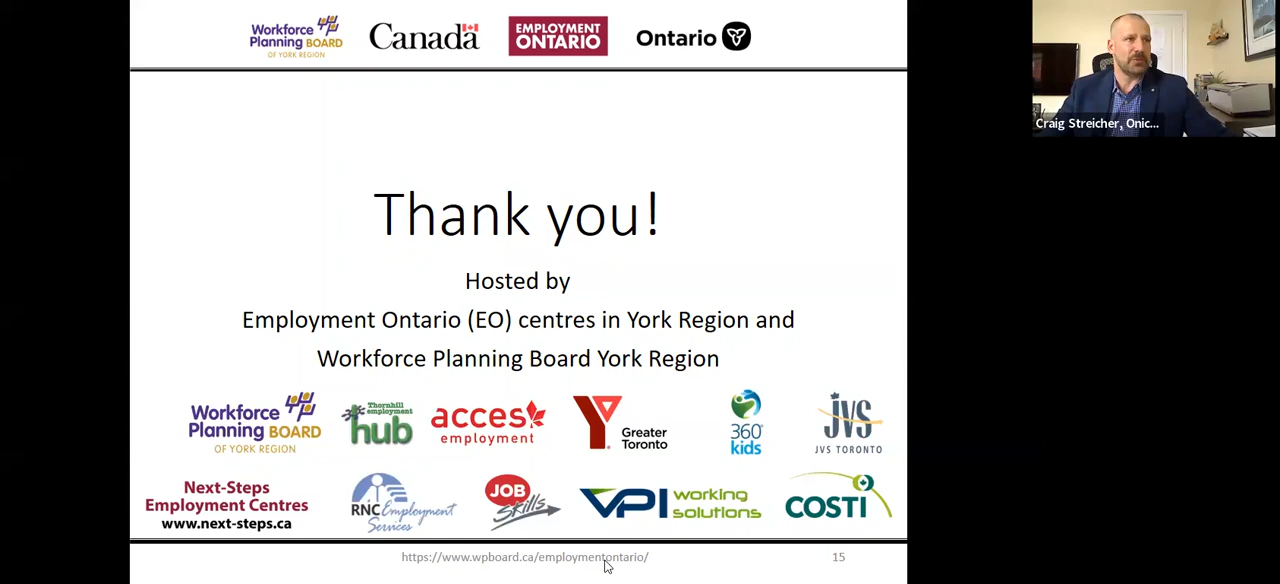 Workforce
Planning BOARD
OF YORK REGION
Canada
EMPLOYMENT
ONTARIO
Ontario
Craig Streicher, Onic...
Thank you!
Hosted by
Employment Ontario (EO) centres in York Region and
Workforce Planning Board York Region
Workforce
Planning BOARD
OF YORK REGION
Thornhill
employment
hub
acces
employment
Greater
Toronto
360°
kids
JVS
JVS TORONTO
Next-Steps
Employment Centres
www.next-steps.ca
RNC Employment
Services
JOB
Skills
VPI working
solutions
COSTI
https://www.wpboard.ca/employmentontario/
15